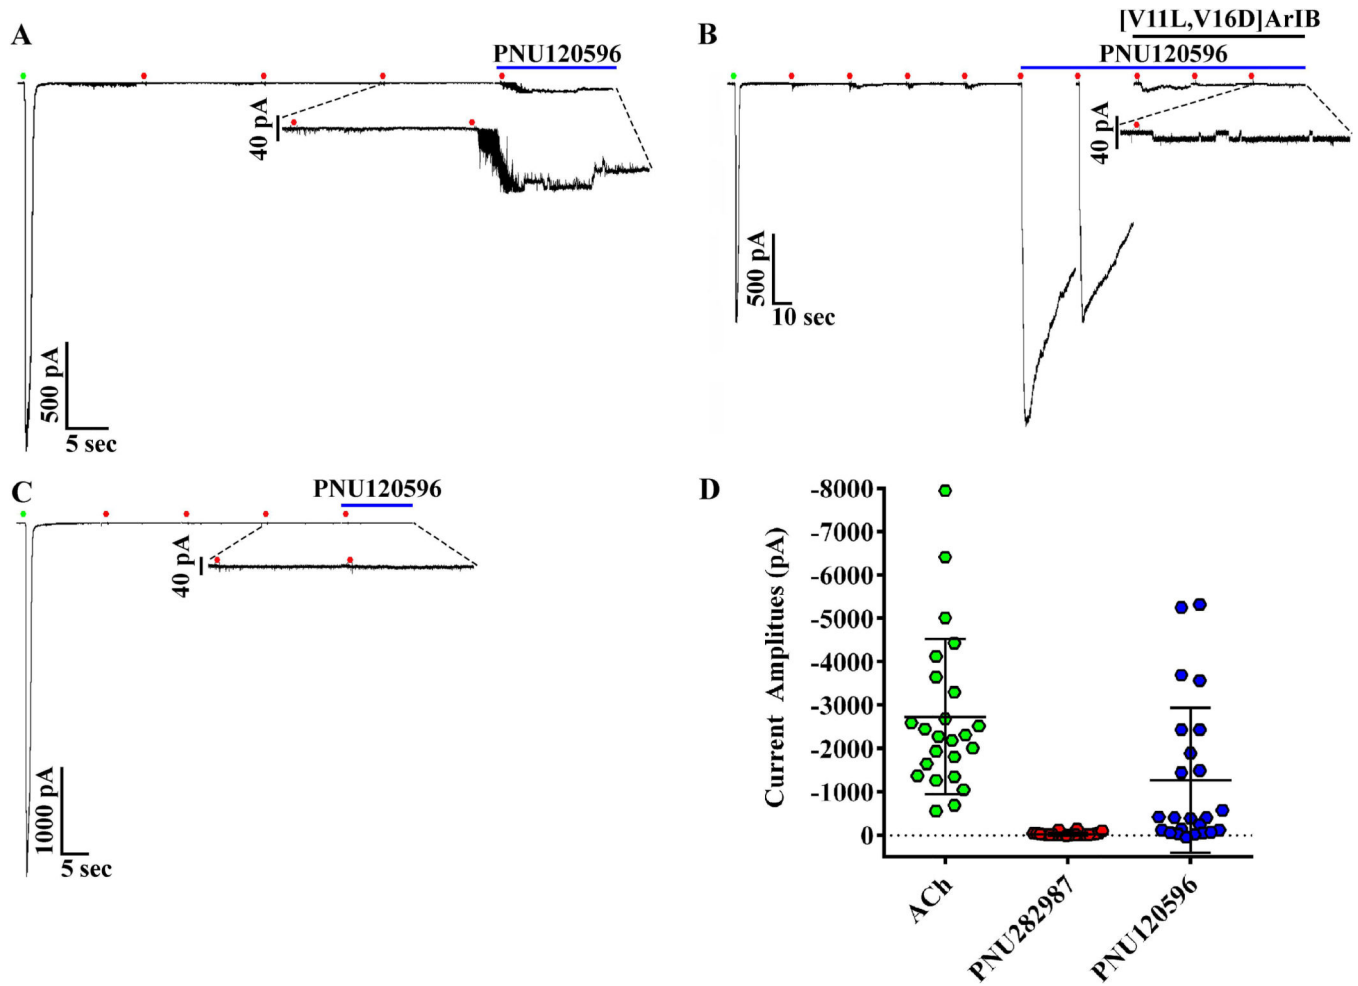 A
PNU120596
40 pA
500 pA
5 sec
B
[V11L,V16D]ArIB
PNU120596
40 pA
500 pA
10 sec
C
PNU120596
40 pA
1000 pA
5 sec
D
Current Amplitues (pA)
-8000
-7000
-6000
-5000
-4000
-3000
-2000
-1000
0
ACh
PNU282987
PNU120596